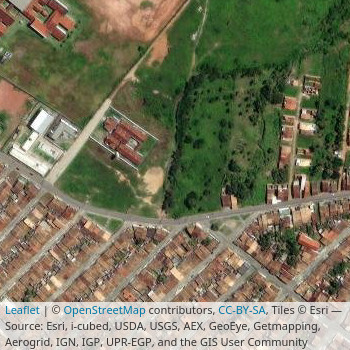 Leaflet | © OpenStreetMap contributors, CC-BY-SA, Tiles © Esri —
Source: Esri, i-cubed, USDA, USGS, AEX, GeoEye, Getmapping,
Aerogrid, IGN, IGP, UPR-EGP, and the GIS User Community